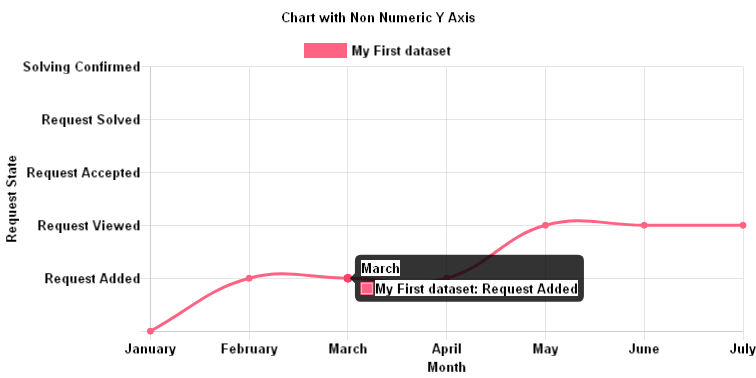 Chart with Non Numeric Y Axis
My First dataset
Solving Confirmed
Request Solved
Request Accepted
Request Viewed
Request Added
Request State
March
My First dataset: Request Added
January February March April May June July
Month